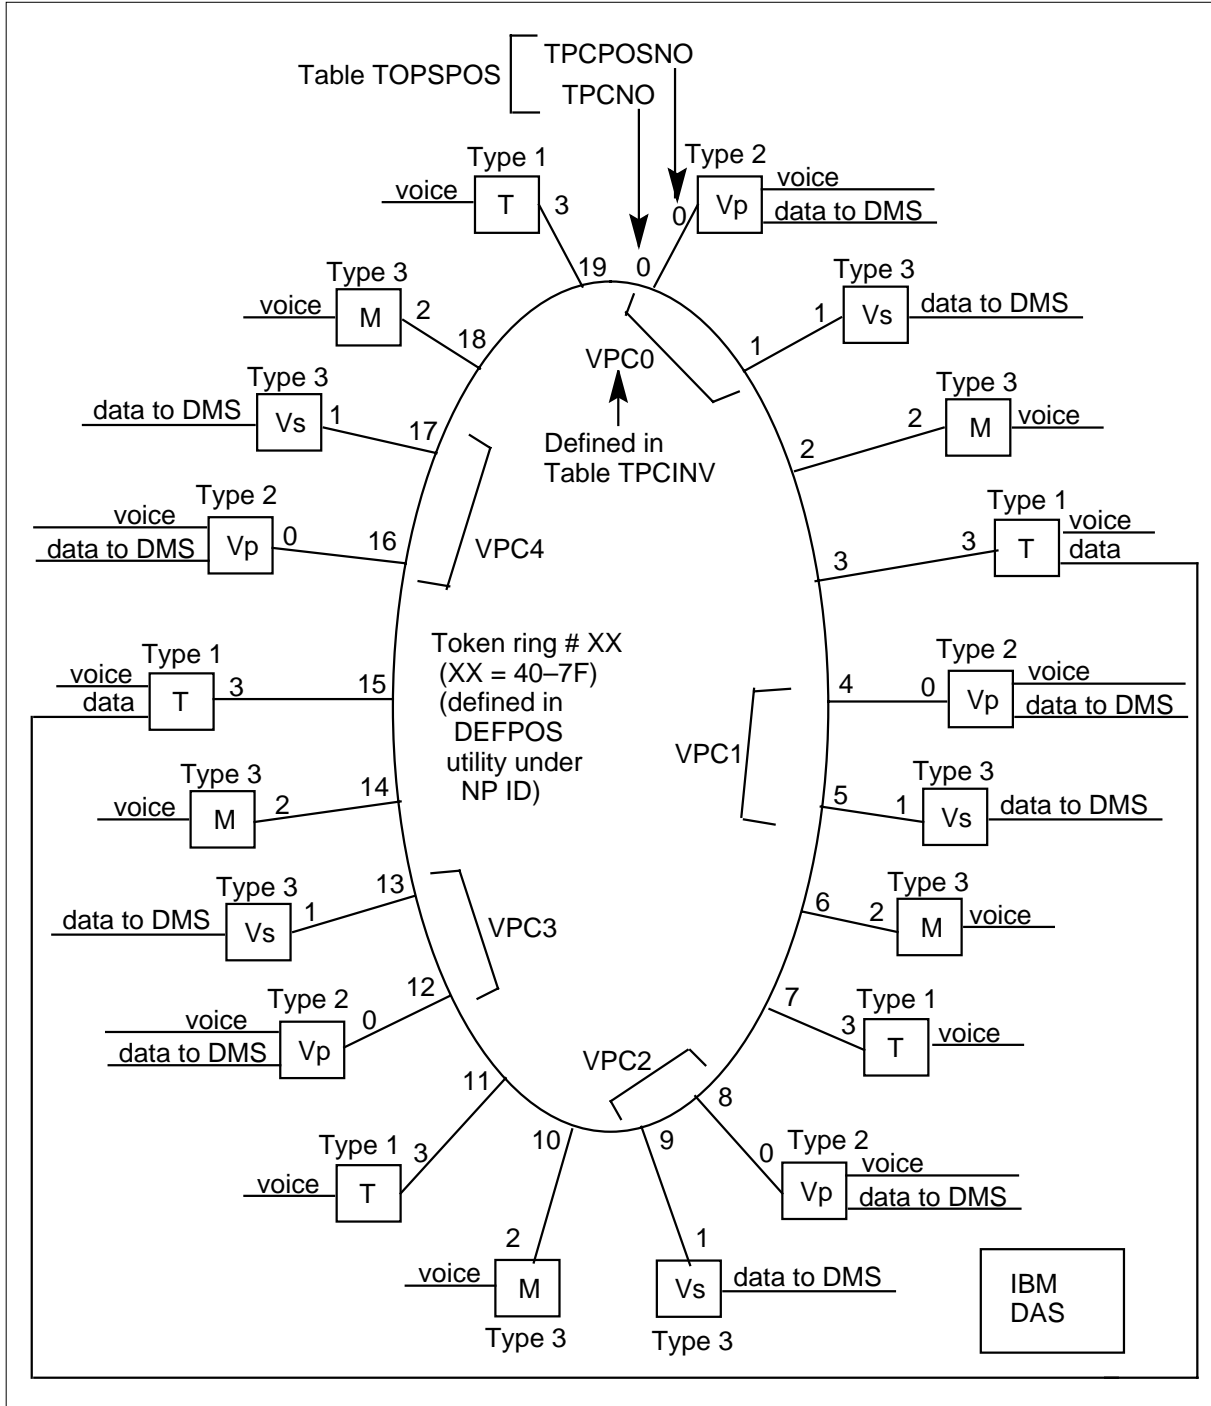 TPCPOSNO
Table TOPSPOS
TPCNO
Type 1
voice
T
3
Type 2
0
Vp
voice
data to DMS
19
0
Type 3
voice
M
2
18
Type 3
1
1
Vs
data to DMS
VPC0
Defined in
Table TPCINV
Type 3
data to DMS
Vs
1
17
Type 3
2
2
M
voice
Type 2
voice
data to DMS
Vp
0
16
VPC4
Type 1
3
3
T
voice
data
Token ring # XX
(XX = 40–7F)
(defined in
DEFPOS
utility under
NP ID)
Type 1
voice
data
T
3
15
Type 2
4
0
Vp
voice
data to DMS
VPC1
Type 3
voice
M
2
14
Type 3
5
1
Vs
data to DMS
Type 3
data to DMS
Vs
1
13
VPC3
Type 3
6
2
M
voice
Type 2
voice
data to DMS
Vp
0
12
Type 1
7
3
T
voice
VPC2
11
Type 1
voice
T
3
8
Type 2
0
Vp
voice
data to DMS
10
9
2
voice
M
Type 3
1
Vs
data to DMS
Type 3
IBM
DAS